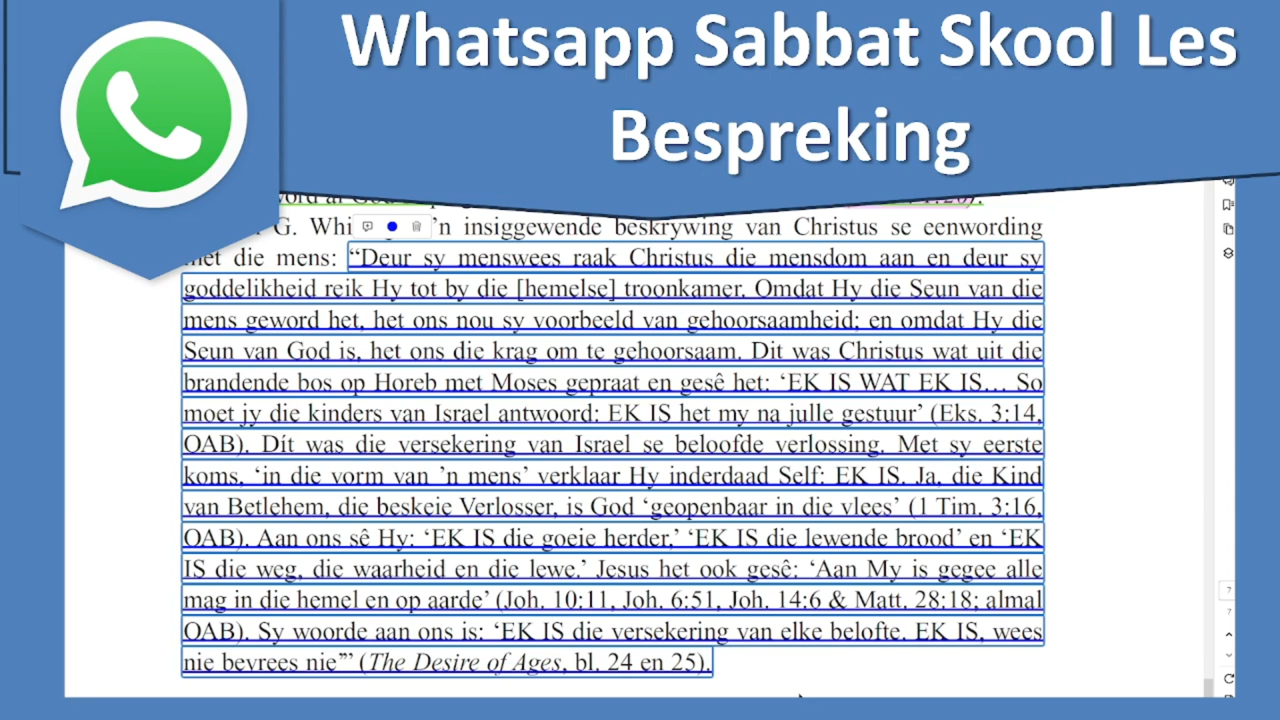 Whatsapp Sabbat Skool Les
Bespreking
G. Whi 'n insiggewende beskrywing van Christus se eenwording
met die mens: “Deur sy menswees raak Christus die mensdom aan en deur sy
goddelikheid reik Hy tot by die [hemelse] troonkamer. Omdat Hy die Seun van die
mens geword het, het ons nou sy voorbeeld van gehoorsaamheid; en omdat Hy die
Seun van God is, het ons die krag om te gehoorsaam. Dit was Christus wat uit die
brandende bos op Horeb met Moses gepraat en gesê het: ‘EK IS WAT EK IS… So
moet jy die kinders van Israel antwoord: EK IS het my na julle gestuur’ (Eks. 3:14,
OAB). Dít was die versekering van Israel se beloofde verlossing. Met sy eerste
koms, ‘in die vorm van ’n mens’ verklaar Hy inderdaad Self: EK IS. Ja, die Kind
van Betlehem, die beskeie Verlosser, is God ‘geopenbaar in die vlees’ (1 Tim. 3:16,
OAB). Aan ons sê Hy: ‘EK IS die goeie herder,’ ‘EK IS die lewende brood’ en ‘EK
IS die weg, die waarheid en die lewe.’ Jesus het ook gesê: ‘Aan My is gegee alle
mag in die hemel en op aarde’ (Joh. 10:11, Joh. 6:51, Joh. 14:6 & Matt. 28:18; almal
OAB). Sy woorde aan ons is: ‘EK IS die versekering van elke belofte. EK IS, wees
nie bevrees nie’” (The Desire of Ages, bl. 24 en 25).